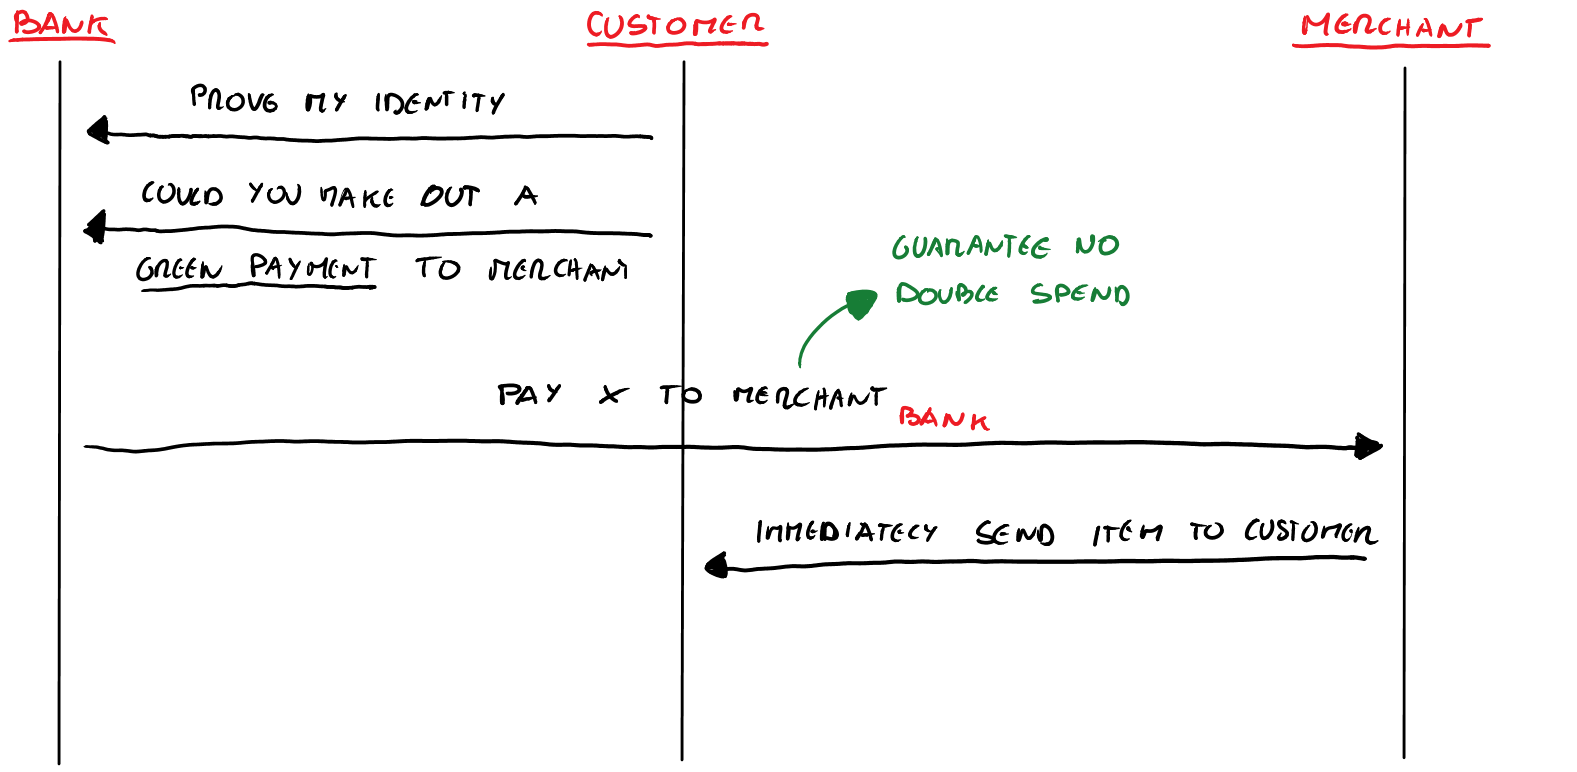 BANK
CUSTOMER
MERCHANT
PROVE MY IDENTITY
COULD YOU MAKE OUT A
GREEN PAYMENT TO MERCHANT
GUARANTEE NO
DOUBLE SPEND
PAY X TO MERCHANT
BANK
IMMEDIATELY SEND ITEM TO CUSTOMER